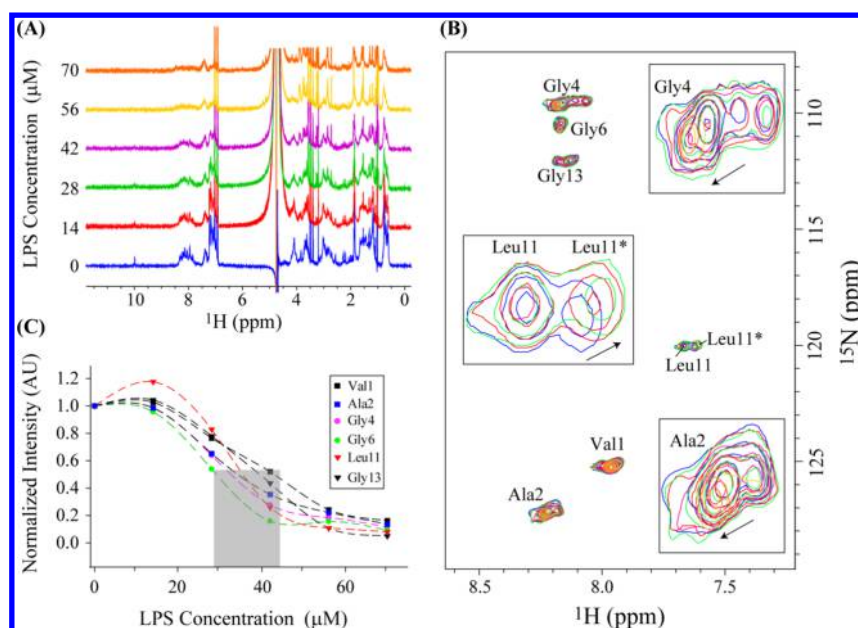 (A)
LPS Concentration (μM)
70
56
42
28
14
0
10
8
6
4
2
0
¹H (ppm)
(B)
Gly4
Gly6
Gly13
Gly4
Leu11
Leu11*
Leu11*
Leu11
Val1
Ala2
Ala2
110
115
120
125
¹⁵N (ppm)
8.5
8.0
7.5
¹H (ppm)
(C)
Normalized Intensity (AU)
1.2
1.0
0.8
0.6
0.4
0.2
0.0
Val1
Ala2
Gly4
Gly6
Leu11
Gly13
0
20
40
60
LPS Concentration (μM)